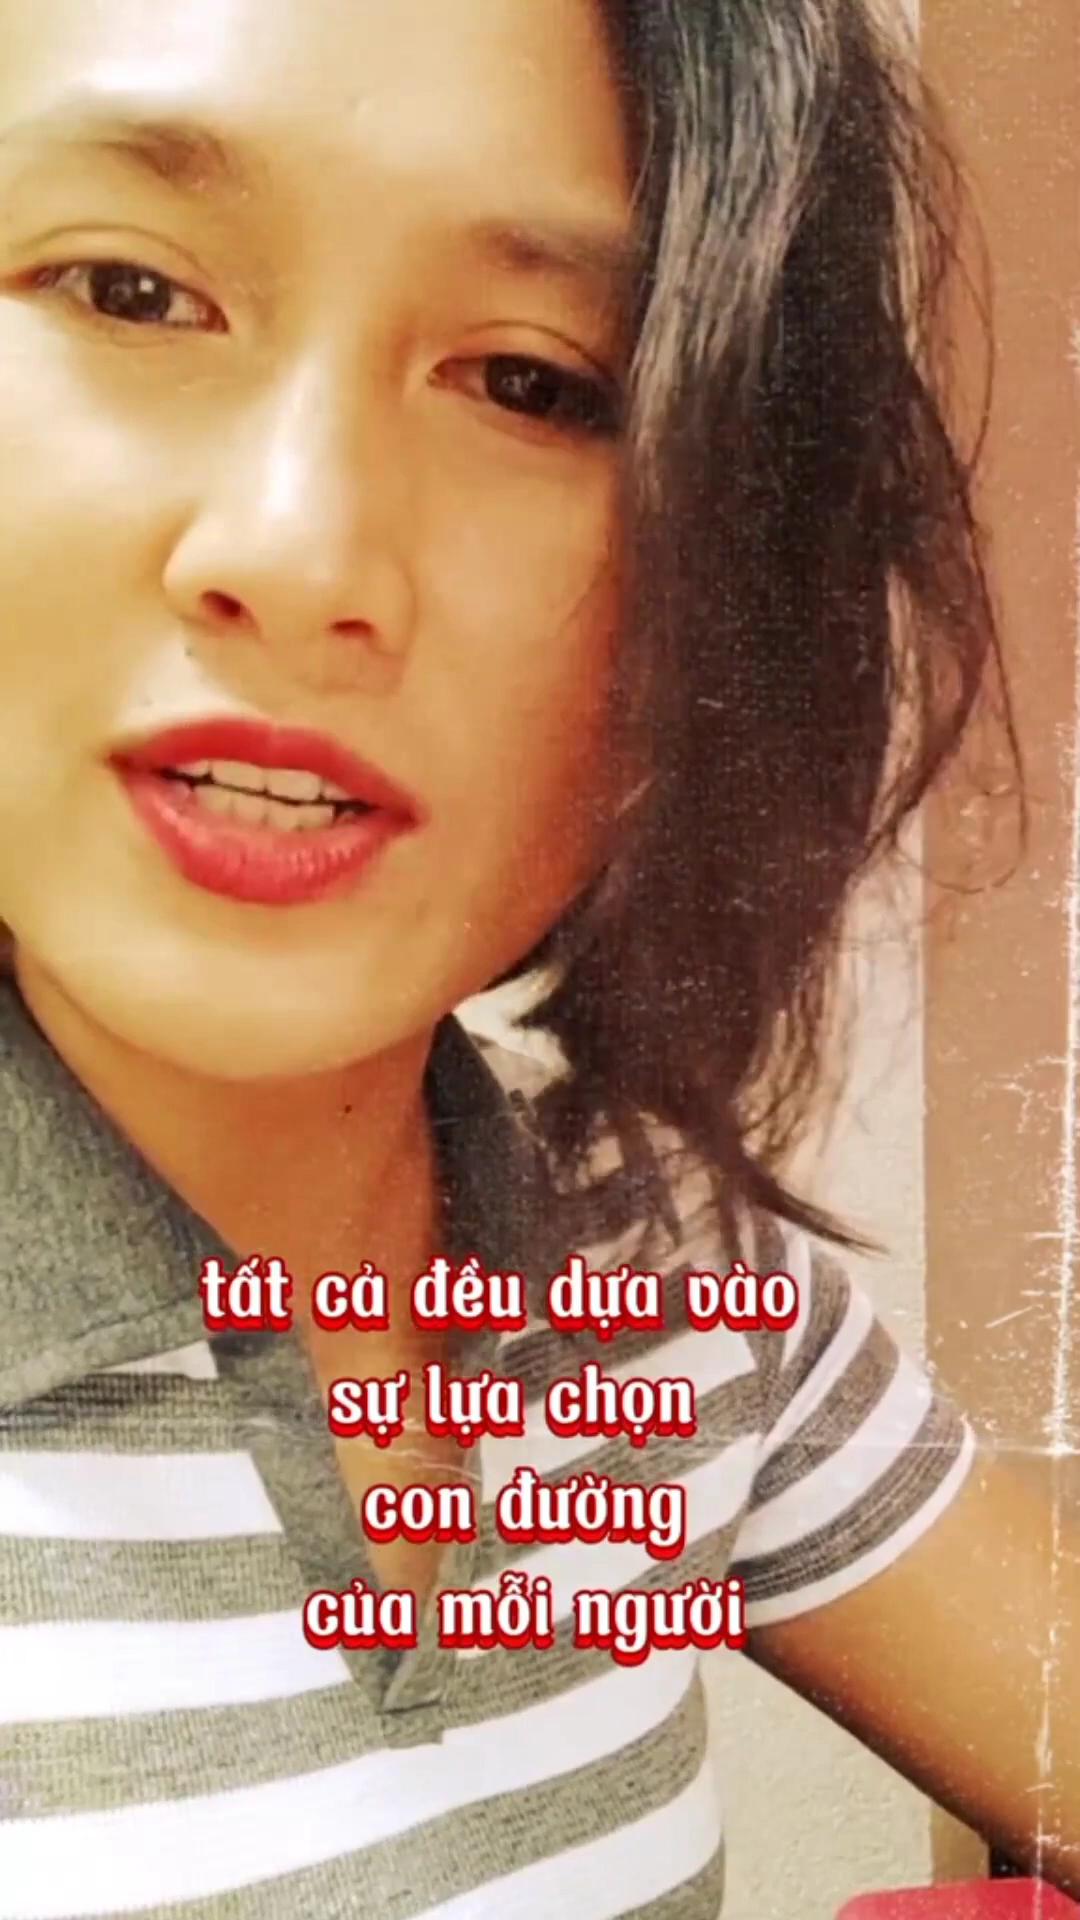 tất cả đều dựa vào
sự lựa chọn
con đường
của mỗi người